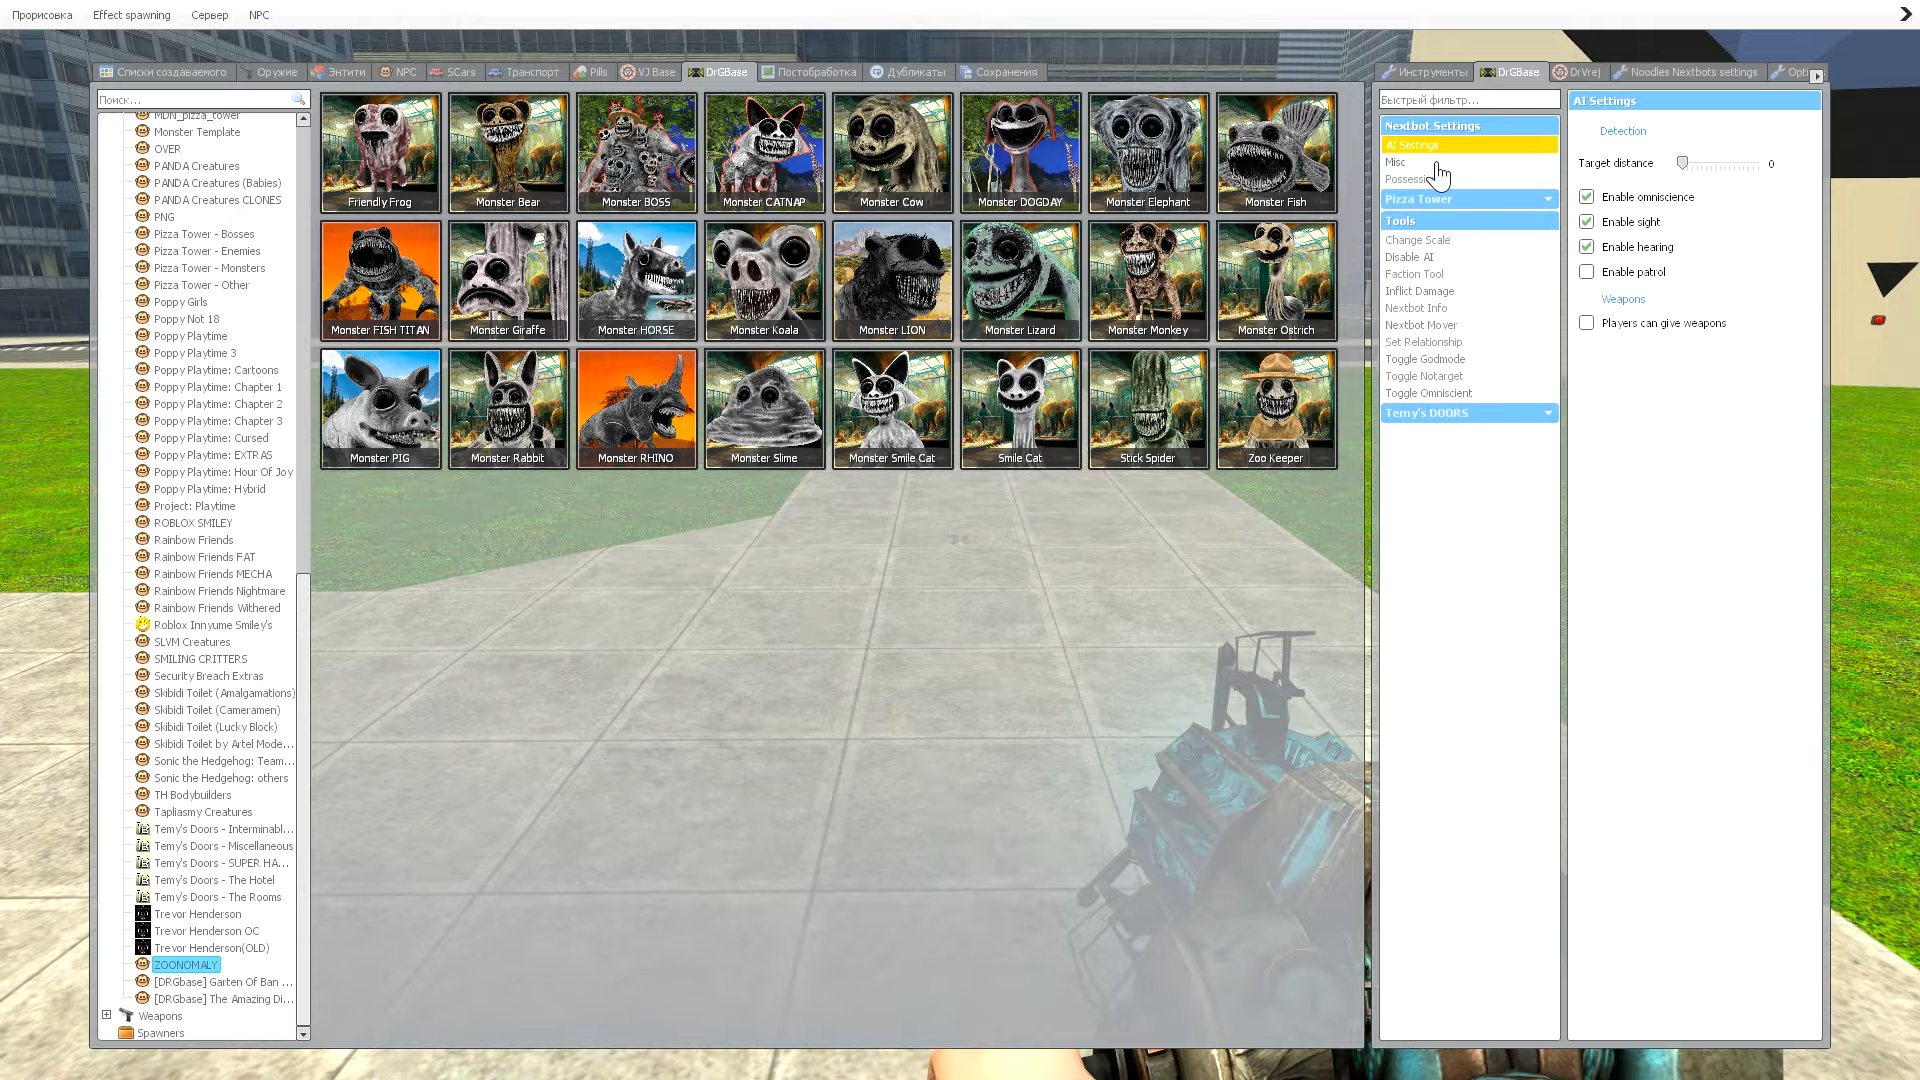 Прорисовка Effect spawning Сервер NPC
Списки создаваемого Оружие Энтити NPC SCars Транспорт Pills VJ Base DrGBase Постобработка Дубликаты Сохранения
Инструменты DrGBase DrVrej Noodles Nextbots settings Opti
Поиск...
MDN_pizza_tower
Monster Template
OVER
PANDA Creatures
PANDA Creatures (Babies)
PANDA Creatures CLONES
PNG
Pizza Tower - Bosses
Pizza Tower - Enemies
Pizza Tower - Monsters
Pizza Tower - Other
Poppy Girls
Poppy Not 18
Poppy Playtime
Poppy Playtime 3
Poppy Playtime: Cartoons
Poppy Playtime: Chapter 1
Poppy Playtime: Chapter 2
Poppy Playtime: Chapter 3
Poppy Playtime: Cursed
Poppy Playtime: EXTRAS
Poppy Playtime: Hour Of Joy
Poppy Playtime: Hybrid
Project: Playtime
ROBLOX SMILEY
Rainbow Friends
Rainbow Friends FAT
Rainbow Friends MECHA
Rainbow Friends Nightmare
Rainbow Friends Withered
Roblox Innyume Smiley's
SLVM Creatures
SMILING CRITTERS
Security Breach Extras
Skibidi Toilet (Amalgamations)
Skibidi Toilet (Cameramen)
Skibidi Toilet (Lucky Block)
Skibidi Toilet by Artel Mode...
Sonic the Hedgehog: Team...
Sonic the Hedgehog: others
TH Bodybuilders
Tapliasmy Creatures
Temy's Doors - Interminabl...
Temy's Doors - Miscellaneous
Temy's Doors - SUPER HA...
Temy's Doors - The Hotel
Temy's Doors - The Rooms
Trevor Henderson
Trevor Henderson OC
Trevor Henderson(OLD)
ZOONOMALY
[DRGbase] Garten Of Ban ...
[DRGbase] The Amazing Di...
Weapons
Spawners
Friendly Frog Monster Bear Monster BOSS Monster CATNAP Monster Cow Monster DOGDAY Monster Elephant Monster Fish
Monster FISH TITAN Monster Giraffe Monster HORSE Monster Koala Monster LION Monster Lizard Monster Monkey Monster Ostrich
Monster PIG Monster Rabbit Monster RHINO Monster Slime Monster Smile Cat Smile Cat Stick Spider Zoo Keeper
Быстрый фильтр...
Nextbot Settings
AI Settings
Misc
Possessi
Pizza Tower
Tools
Change Scale
Disable AI
Faction Tool
Inflict Damage
Nextbot Info
Nextbot Mover
Set Relationship
Toggle Godmode
Toggle Notarget
Toggle Omniscient
Temy's DOORS
AI Settings
Detection
Target distance 0
Enable omniscience
Enable sight
Enable hearing
Enable patrol
Weapons
Players can give weapons